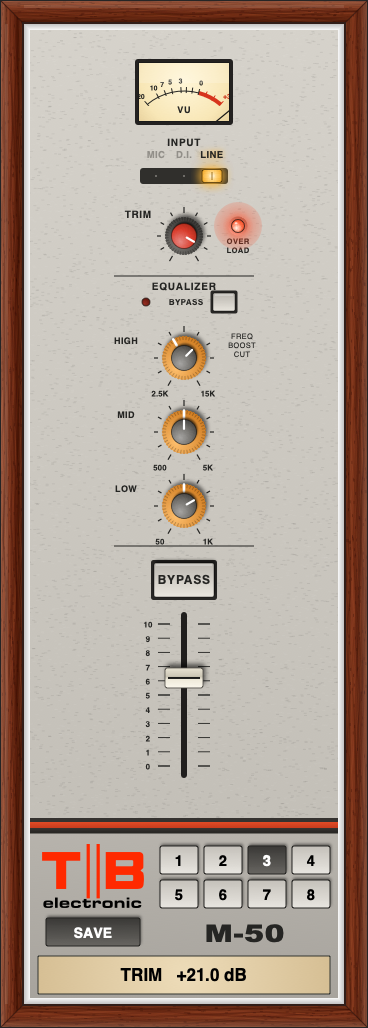 20 10 7 5 3 0 +3
VU
INPUT
MIC D.I. LINE
TRIM
OVER
LOAD
EQUALIZER
BYPASS
HIGH
FREQ
BOOST
CUT
2.5K 15K
MID
500 5K
LOW
50 1K
BYPASS
10
9
8
7
6
5
4
3
2
1
0
TB
electronic
1 2 3 4
5 6 7 8
SAVE
M-50
TRIM +21.0 dB